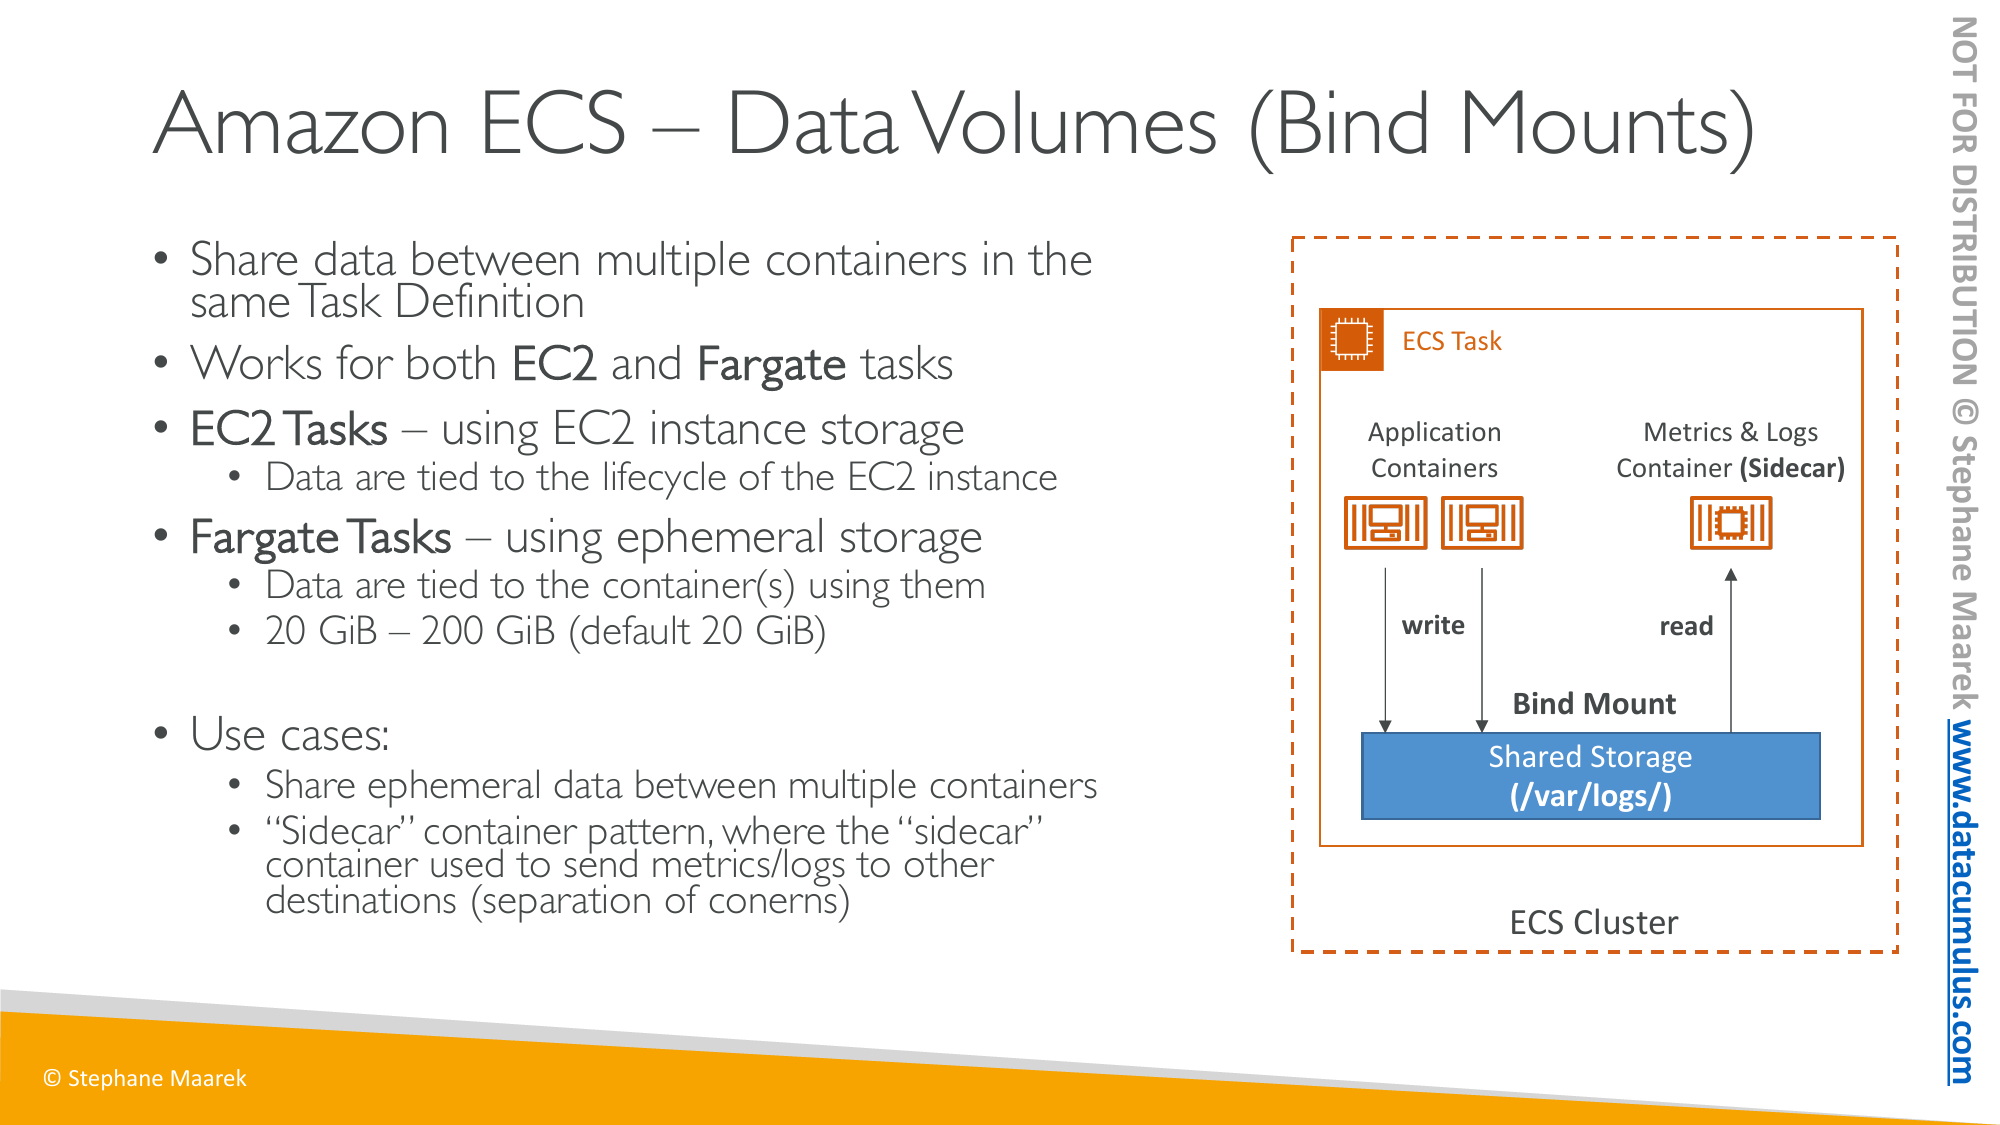 Amazon ECS – Data Volumes (Bind Mounts)
• Share data between multiple containers in the
same Task Definition
• Works for both EC2 and Fargate tasks
• EC2 Tasks – using EC2 instance storage
• Data are tied to the lifecycle of the EC2 instance
• Fargate Tasks – using ephemeral storage
• Data are tied to the container(s) using them
• 20 GiB – 200 GiB (default 20 GiB)
• Use cases:
• Share ephemeral data between multiple containers
• “Sidecar” container pattern, where the “sidecar”
container used to send metrics/logs to other
destinations (separation of conerns)
ECS Task
Application
Containers
Metrics & Logs
Container (Sidecar)
write
read
Bind Mount
Shared Storage
(/var/logs/)
ECS Cluster
NOT FOR DISTRIBUTION © Stephane Maarek www.datacumulus.com
© Stephane Maarek